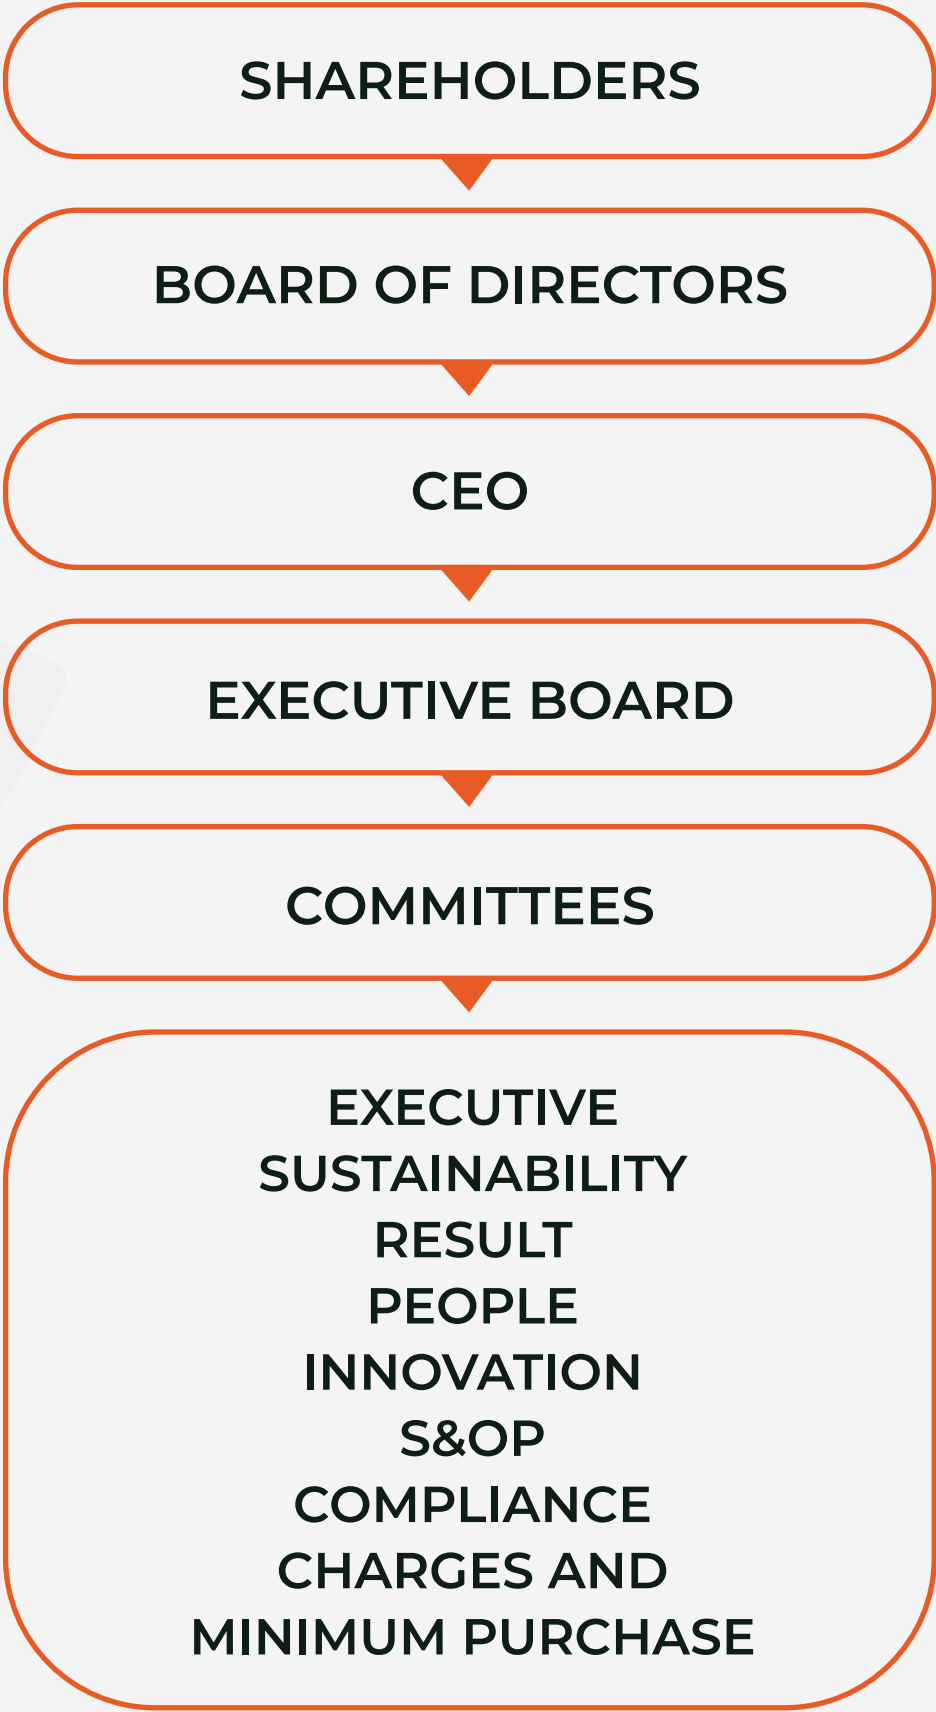 SHAREHOLDERS
BOARD OF DIRECTORS
CEO
EXECUTIVE BOARD
COMMITTEES
EXECUTIVE
SUSTAINABILITY
RESULT
PEOPLE
INNOVATION
S&OP
COMPLIANCE
CHARGES AND
MINIMUM PURCHASE